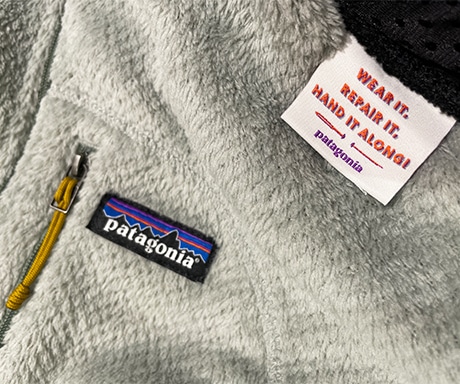 WEAR IT.
REPAIR IT.
HAND IT ALONG!
patagonia
patagonia®